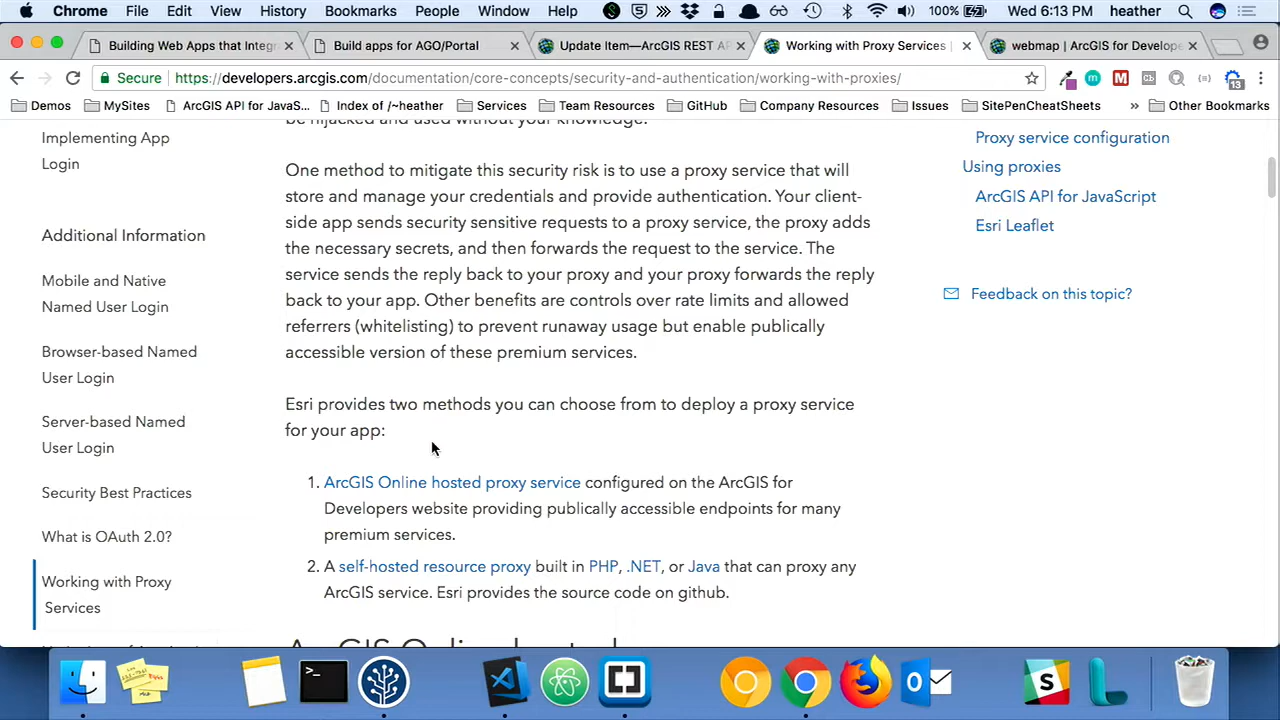 Chrome File Edit View History Bookmarks People Window Help 100% Wed 6:13 PM heather
Building Web Apps that Integ
Build apps for AGO/Portal
Update Item—ArcGIS REST AP
Working with Proxy Services |
webmap | ArcGIS for Develope
Secure https://developers.arcgis.com/documentation/core-concepts/security-and-authentication/working-with-proxies/
13
Demos MySites ArcGIS API for JavaS... Index of /~heather Services Team Resources GitHub Company Resources Issues SitePenCheatSheets » Other Bookmarks
Implementing App
Login
Additional Information
Mobile and Native
Named User Login
Browser-based Named
User Login
Server-based Named
User Login
Security Best Practices
What is OAuth 2.0?
Working with Proxy
Services
be hijacked and used without your knowledge.
One method to mitigate this security risk is to use a proxy service that will
store and manage your credentials and provide authentication. Your client-
side app sends security sensitive requests to a proxy service, the proxy adds
the necessary secrets, and then forwards the request to the service. The
service sends the reply back to your proxy and your proxy forwards the reply
back to your app. Other benefits are controls over rate limits and allowed
referrers (whitelisting) to prevent runaway usage but enable publically
accessible version of these premium services.
Esri provides two methods you can choose from to deploy a proxy service
for your app:
1. ArcGIS Online hosted proxy service configured on the ArcGIS for
Developers website providing publically accessible endpoints for many
premium services.
2. A self-hosted resource proxy built in PHP, .NET, or Java that can proxy any
ArcGIS service. Esri provides the source code on github.
ArcGIS Online hosted
Proxy service configuration
Using proxies
ArcGIS API for JavaScript
Esri Leaflet
Feedback on this topic?